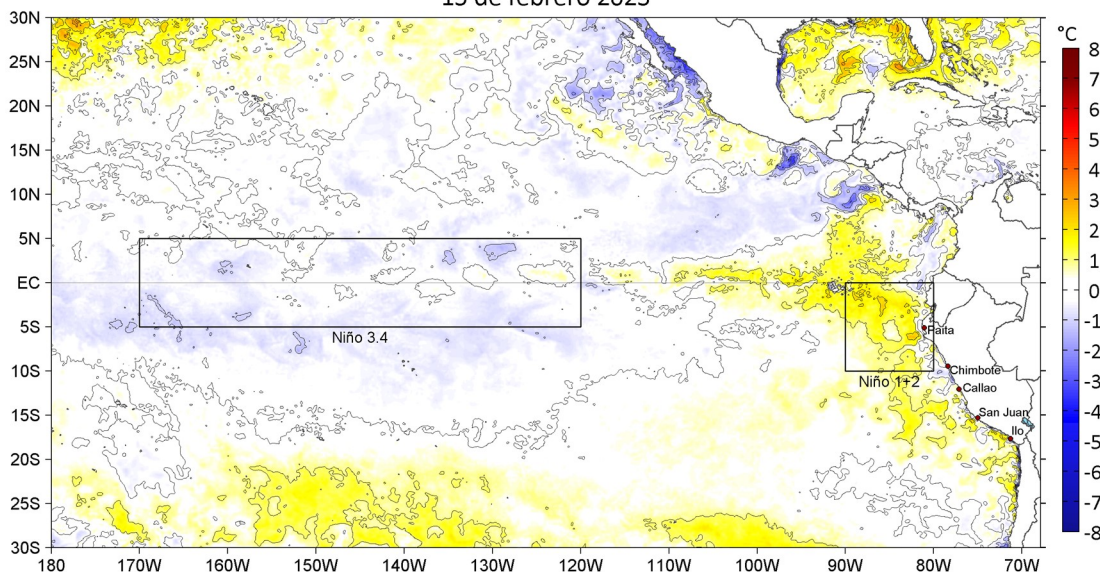 de febrero
°C
30N
25N
20N
15N
10N
5N
EC
5S
10S
15S
20S
25S
30S
180
170W
160W
150W
140W
130W
120W
110W
100W
90W
80W
70W
Niño 3.4
Niño 1+2
Paita
Chimbote
Callao
San Juan
Ilo
8
7
6
5
4
3
2
1
0
-1
-2
-3
-4
-5
-6
-7
-8